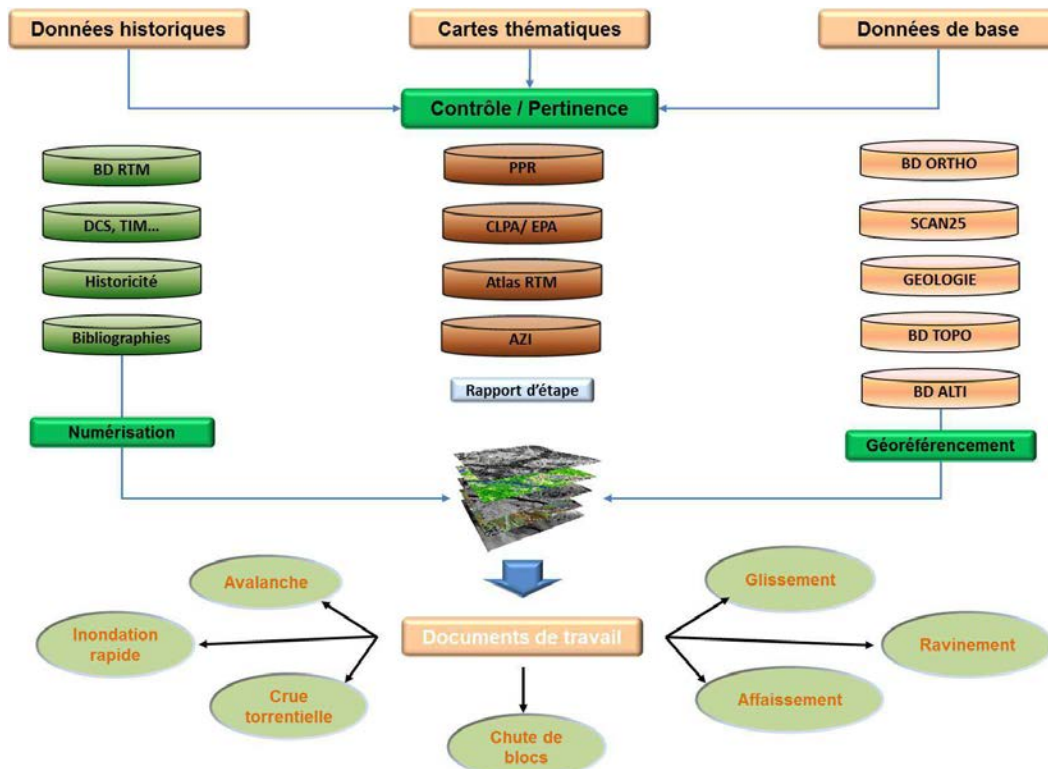 Données historiques
Cartes thématiques
Données de base
Contrôle / Pertinence
BD RTM
PPR
BD ORTHO
DCS, TIM...
CLPA/ EPA
SCAN25
Historicité
Atlas RTM
GEOLOGIE
Bibliographies
AZI
BD TOPO
Rapport d'étape
BD ALTI
Numérisation
Géoréférencement
Avalanche
Glissement
Inondation
rapide
Documents de travail
Ravinement
Crue
torrentielle
Affaissement
Chute de
blocs